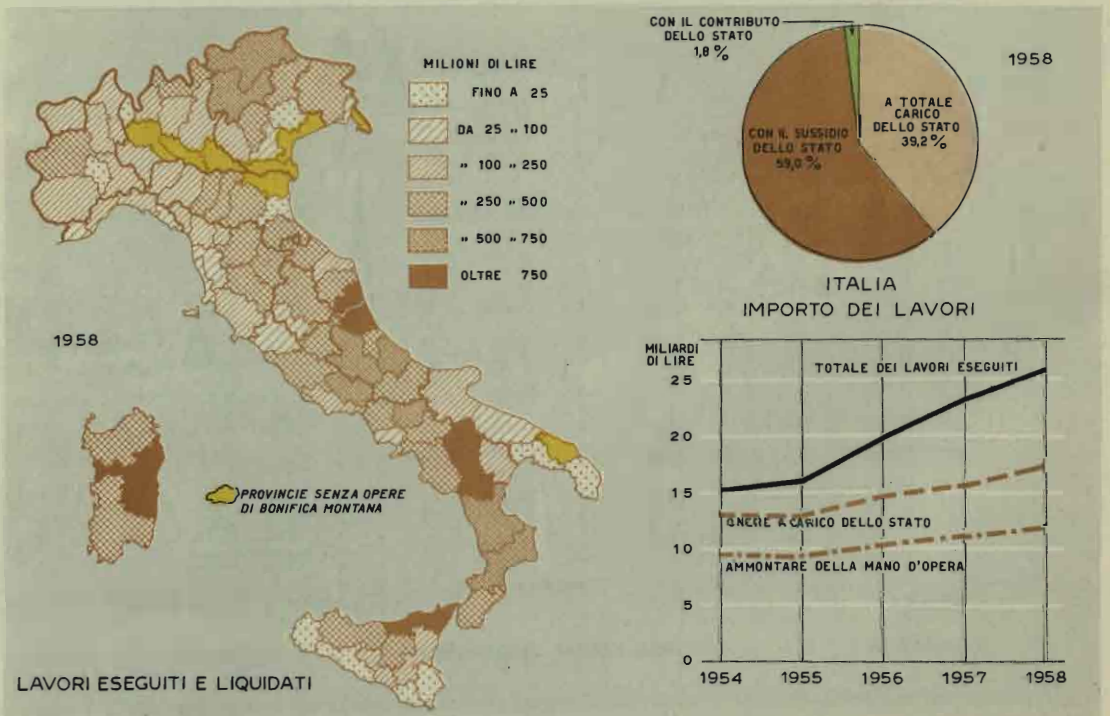 MILIONI DI LIRE
FINO A 25
DA 25 " 100
" 100 " 250
" 250 " 500
" 500 " 750
OLTRE 750
1958
PROVINCIE SENZA OPERE
DI BONIFICA MONTANA
LAVORI ESEGUITI E LIQUIDATI
CON IL CONTRIBUTO
DELLO STATO
1,8 %
1958
A TOTALE
CARICO
DELLO STATO
39,2 %
CON IL SUSSIDIO
DELLO STATO
59,0 %
ITALIA
IMPORTO DEI LAVORI
MILIARDI
DI LIRE
25
20
15
10
5
0
TOTALE DEI LAVORI ESEGUITI
ONERE A CARICO DELLO STATO
AMMONTARE DELLA MANO D'OPERA
1954 1955 1956 1957 1958